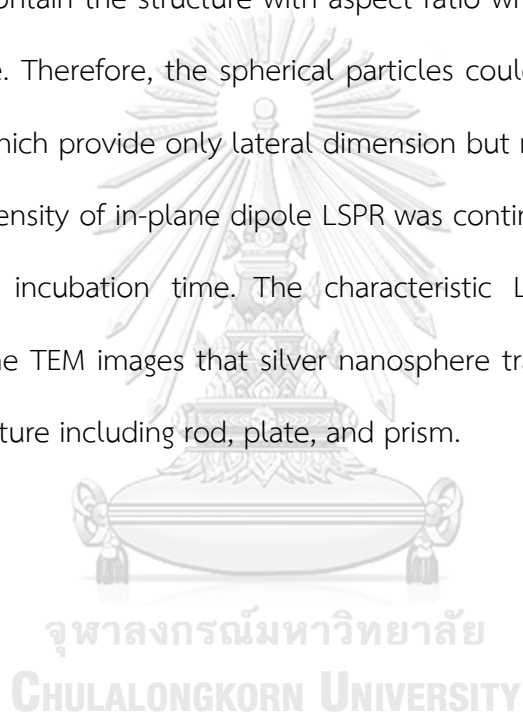 ontain the structure with aspect ratio wh
e. Therefore, the spherical particles coul
hich provide only lateral dimension but r
ensity of in-plane dipole LSPR was contin
incubation time. The characteristic L
he TEM images that silver nanosphere tra
ture including rod, plate, and prism.
จุฬาลงกรณ์มหาวิทยาลัย
CHULALONGKORN UNIVERSITY